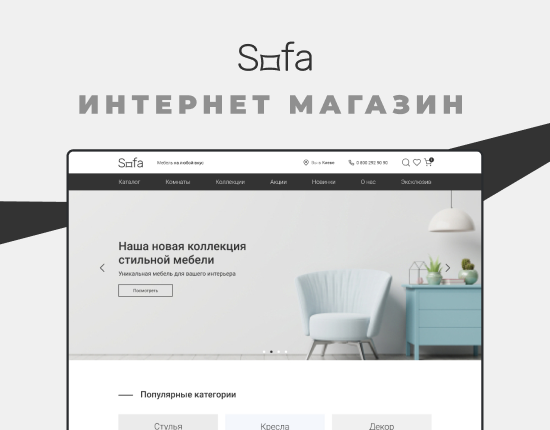 Sofa
ИНТЕРНЕТ МАГАЗИН
Sofa
Мебель на любой вкус
Вы в Киеве
0 800 292 90 90
Каталог Комнаты Коллекции Акции Новинки О нас Эксклюзив
Наша новая коллекция
стильной мебели
Уникальная мебель для вашего интерьера
Посмотреть
Популярные категории
Стулья Кресла Декор